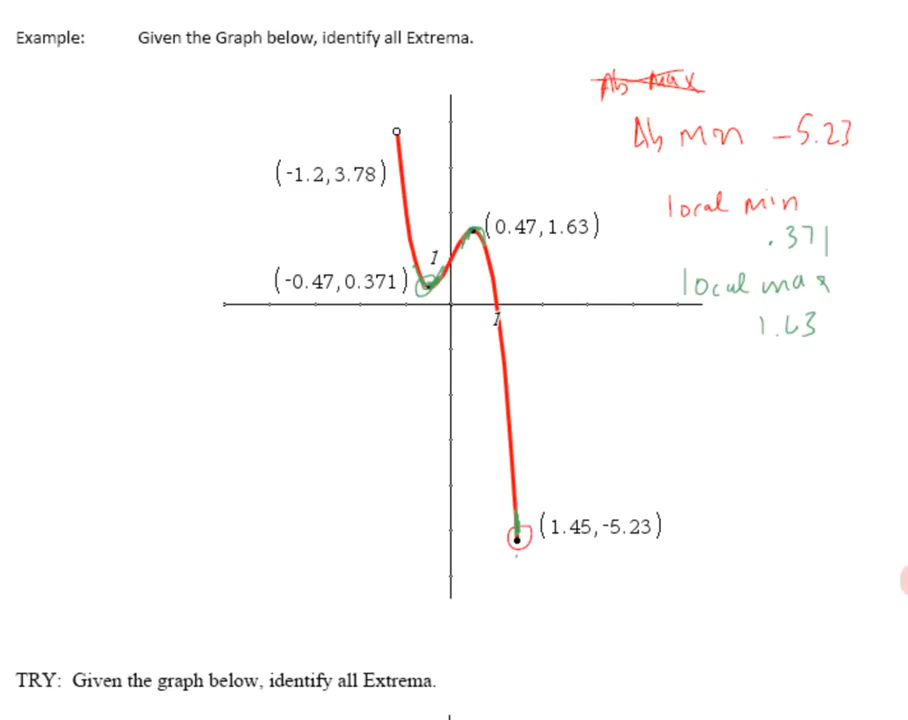 Example: Given the Graph below, identify all Extrema.
Ab Max
Ab Min -5.23
(-1.2,3.78)
local min
.371
(0.47,1.63)
1
(-0.47,0.371)
local max
1.63
1
(1.45,-5.23)
TRY: Given the graph below, identify all Extrema.